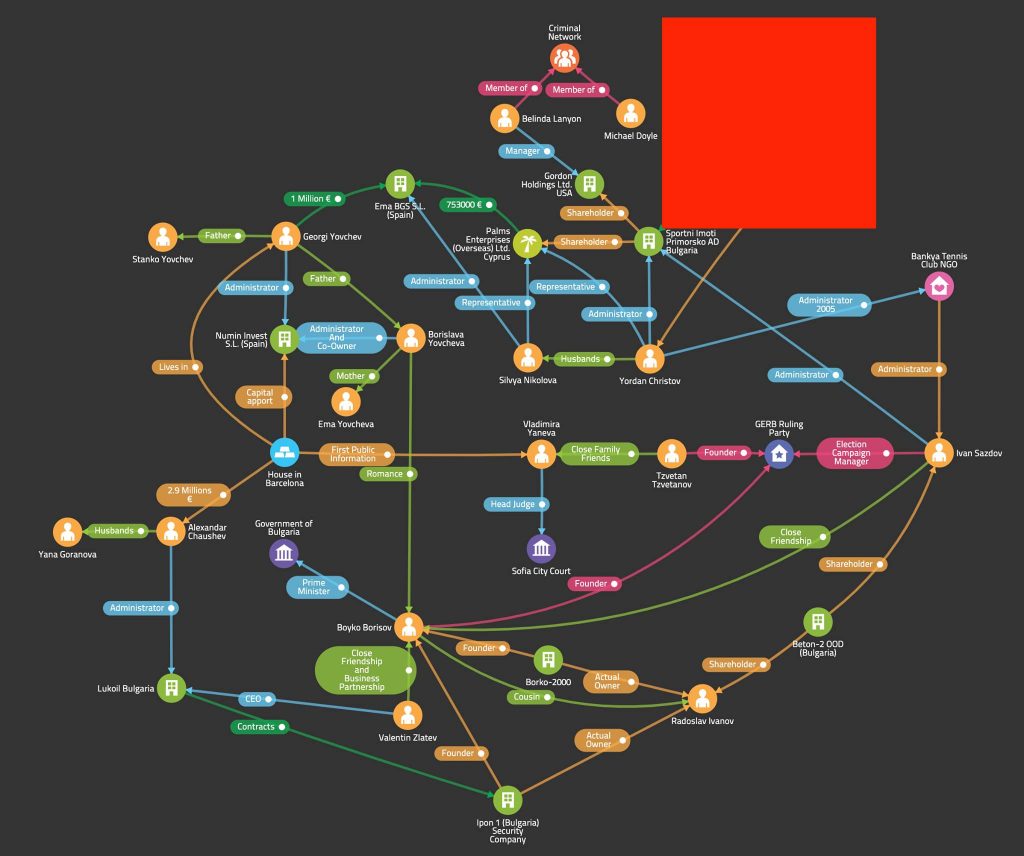 Criminal
Network
Member of
Member of
Belinda Lanyon
Michael Doyle
Manager
Gordon
Holdings Ltd.
USA
1 Million €
Ema BGS S.L.
(Spain)
753000 €
Shareholder
Father
Stanko Yovchev
Georgi Yovchev
Palms
Enterprises
(Overseas) Ltd.
Cyprus
Shareholder
Sportni Imoti
Primorsko AD
Bulgaria
Bankya Tennis
Club NGO
Father
Administrator
Administrator
Representative
Representative
Administrator
Administrator
2005
Numin Invest
S.L. (Spain)
Administrator
And
Co-Owner
Borislava
Yovcheva
Silvya Nikolova
Husbands
Yordan Christov
Lives in
Mother
Administrator
Administrator
Capital
apport
Ema Yovcheva
Vladimira
Yaneva
GERB Ruling
Party
House in
Barcelona
First Public
Information
Close Family
Friends
Tzvetan
Tzvetanov
Founder
Election
Campaign
Manager
Ivan Sazdov
Romance
2.9 Millions
€
Head Judge
Yana Goranova
Husbands
Alexandar
Chaushev
Government of
Bulgaria
Sofia City Court
Close
Friendship
Shareholder
Prime
Minister
Founder
Administrator
Boyko Borisov
Beton-2 OOD
(Bulgaria)
Founder
Close
Friendship
and
Business
Partnership
Borko-2000
Shareholder
Actual
Owner
Cousin
Radoslav Ivanov
Lukoil Bulgaria
CEO
Valentin Zlatev
Contracts
Founder
Actual
Owner
Ipon 1 (Bulgaria)
Security
Company